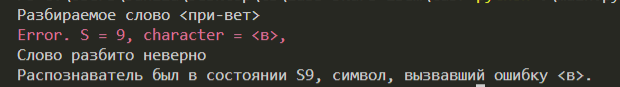 Разбираемое слово <при-вет>
Error. S = 9, character = <в>,
Слово разбито неверно
Распознаватель был в состоянии S9, символ, вызвавший ошибку <в>.